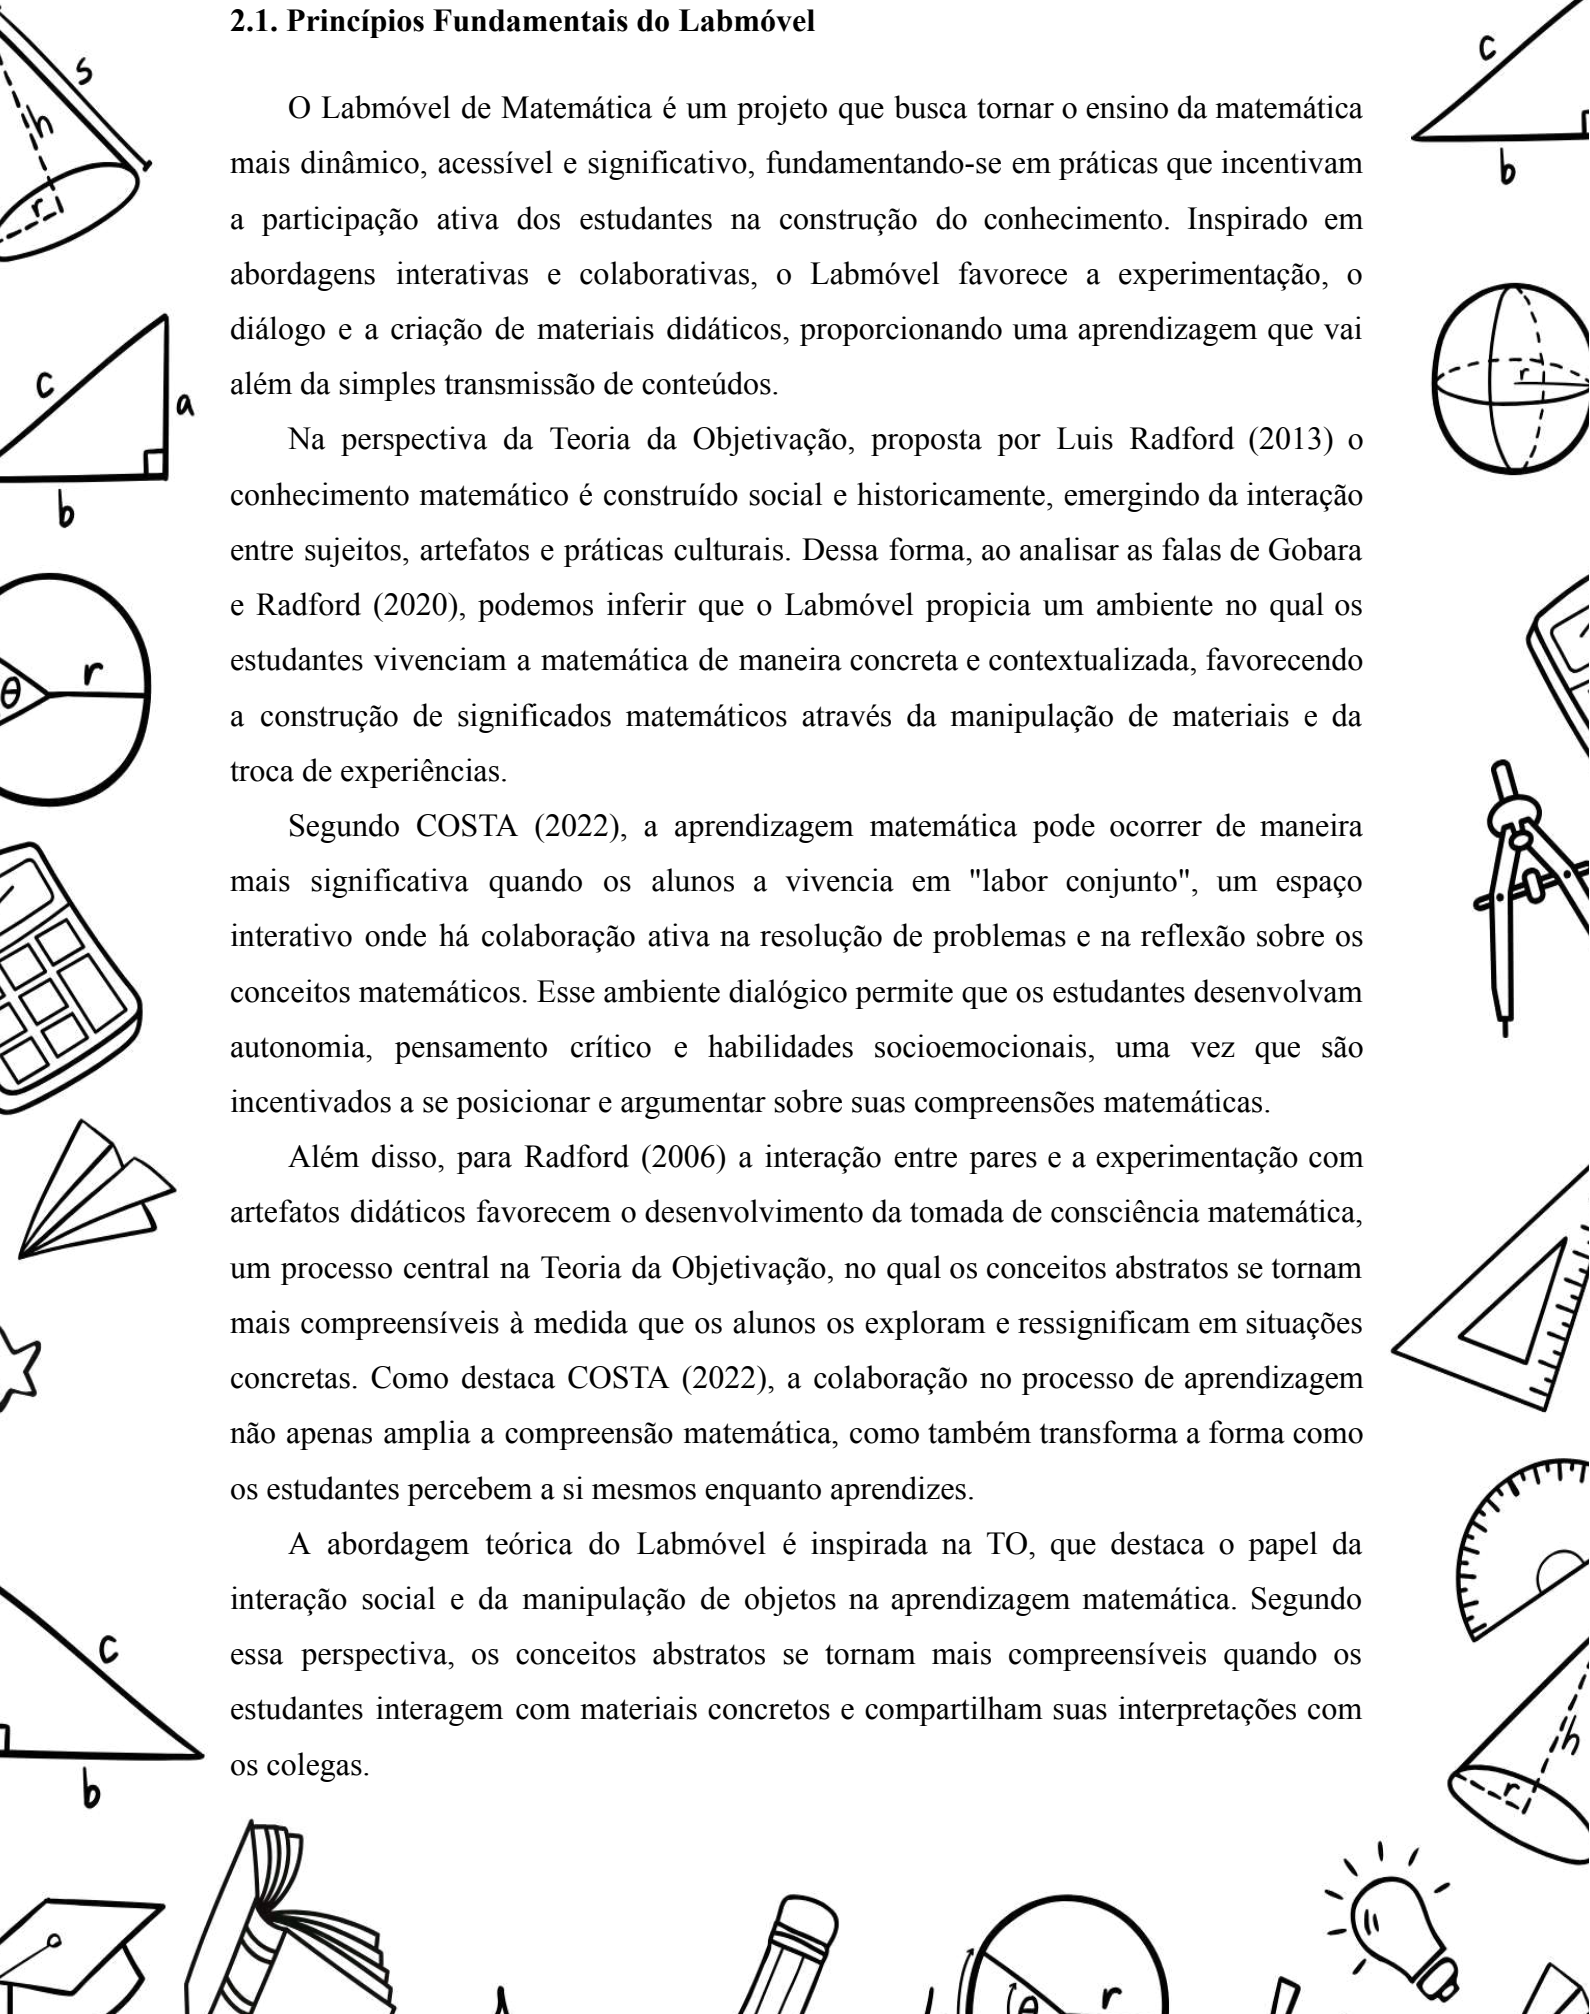 2.1. Princípios Fundamentais do Labmóvel
O Labmóvel de Matemática é um projeto que busca tornar o ensino da matemática
mais dinâmico, acessível e significativo, fundamentando-se em práticas que incentivam
a participação ativa dos estudantes na construção do conhecimento. Inspirado em
abordagens interativas e colaborativas, o Labmóvel favorece a experimentação, o
diálogo e a criação de materiais didáticos, proporcionando uma aprendizagem que vai
além da simples transmissão de conteúdos.
Na perspectiva da Teoria da Objetivação, proposta por Luis Radford (2013) o
conhecimento matemático é construído social e historicamente, emergindo da interação
entre sujeitos, artefatos e práticas culturais. Dessa forma, ao analisar as falas de Gobara
e Radford (2020), podemos inferir que o Labmóvel propicia um ambiente no qual os
estudantes vivenciam a matemática de maneira concreta e contextualizada, favorecendo
a construção de significados matemáticos através da manipulação de materiais e da
troca de experiências.
Segundo COSTA (2022), a aprendizagem matemática pode ocorrer de maneira
mais significativa quando os alunos a vivencia em "labor conjunto", um espaço
interativo onde há colaboração ativa na resolução de problemas e na reflexão sobre os
conceitos matemáticos. Esse ambiente dialógico permite que os estudantes desenvolvam
autonomia, pensamento crítico e habilidades socioemocionais, uma vez que são
incentivados a se posicionar e argumentar sobre suas compreensões matemáticas.
Além disso, para Radford (2006) a interação entre pares e a experimentação com
artefatos didáticos favorecem o desenvolvimento da tomada de consciência matemática,
um processo central na Teoria da Objetivação, no qual os conceitos abstratos se tornam
mais compreensíveis à medida que os alunos os exploram e ressignificam em situações
concretas. Como destaca COSTA (2022), a colaboração no processo de aprendizagem
não apenas amplia a compreensão matemática, como também transforma a forma como
os estudantes percebem a si mesmos enquanto aprendizes.
A abordagem teórica do Labmóvel é inspirada na TO, que destaca o papel da
interação social e da manipulação de objetos na aprendizagem matemática. Segundo
essa perspectiva, os conceitos abstratos se tornam mais compreensíveis quando os
estudantes interagem com materiais concretos e compartilham suas interpretações com
os colegas.
s
h
r
c
a
b
θ
r
c
b
c
b
r
h
r
θ
r